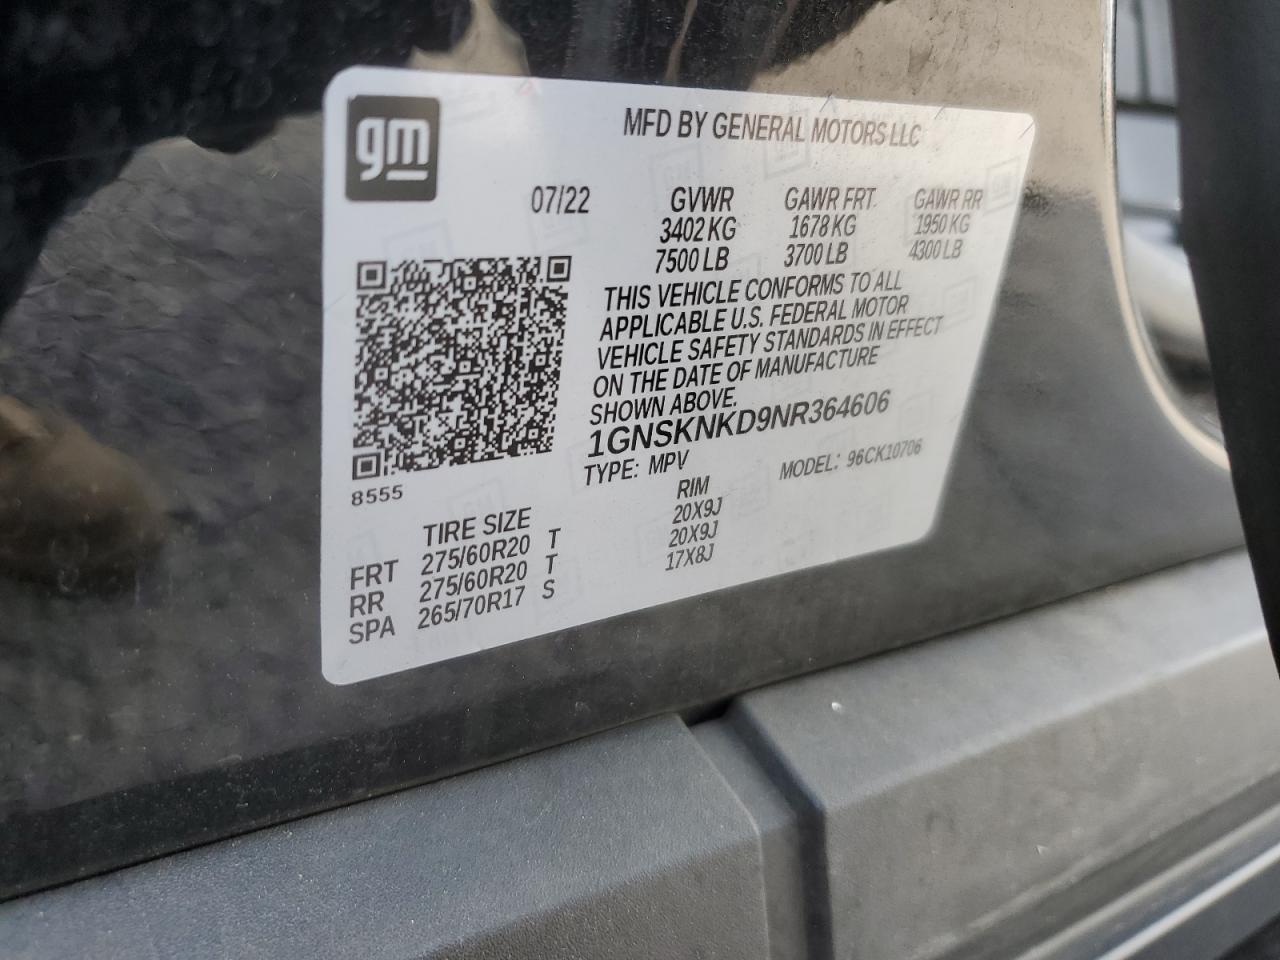 gm
MFD BY GENERAL MOTORS LLC
07/22 GVWR GAWR FRT GAWR RR
3402 KG 1678 KG 1950 KG
7500 LB 3700 LB 4300 LB
THIS VEHICLE CONFORMS TO ALL
APPLICABLE U.S. FEDERAL MOTOR
VEHICLE SAFETY STANDARDS IN EFFECT
ON THE DATE OF MANUFACTURE
SHOWN ABOVE.
1GNSKNKD9NR364606
TYPE: MPV MODEL: 96CK10706
8555
TIRE SIZE RIM
FRT 275/60R20 T 20X9J
RR 275/60R20 T 20X9J
SPA 265/70R17 S 17X8J